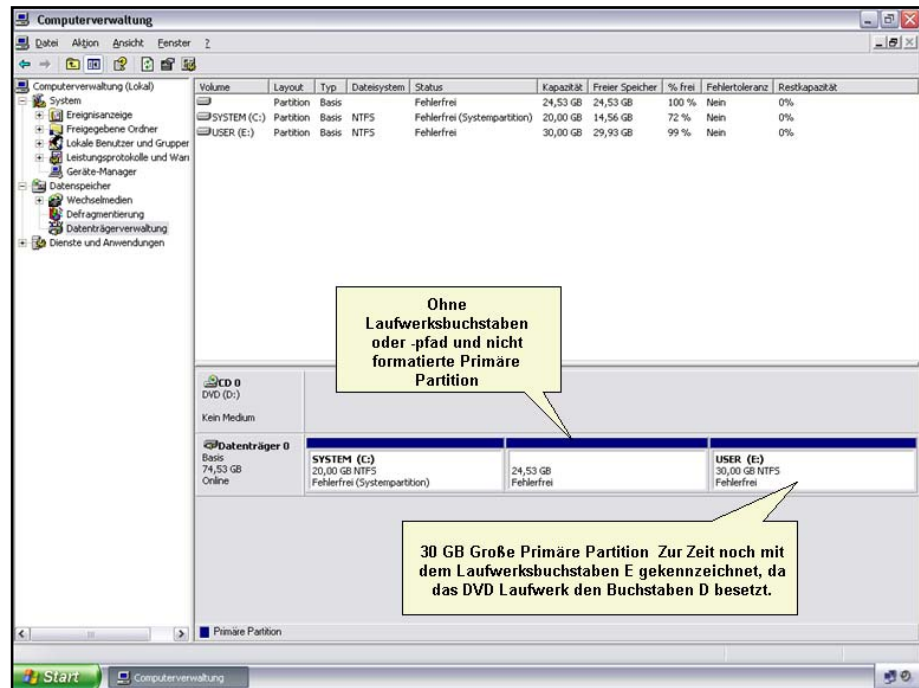 Computerverwaltung
Datei Aktion Ansicht Fenster ?
Computerverwaltung (Lokal)
System
Ereignisanzeige
Freigegebene Ordner
Lokale Benutzer und Grupper
Leistungsprotokolle und Warn
Geräte-Manager
Datenspeicher
Wechselmedien
Defragmentierung
Datenträgerverwaltung
Dienste und Anwendungen
Volume Layout Typ Dateisystem Status Kapazität Freier Speicher % frei Fehlertoleranz Restkapazität
Partition Basis Fehlerfrei 24,53 GB 24,53 GB 100 % Nein 0%
SYSTEM (C:) Partition Basis NTFS Fehlerfrei (Systempartition) 20,00 GB 14,56 GB 72 % Nein 0%
USER (E:) Partition Basis NTFS Fehlerfrei 30,00 GB 29,93 GB 99 % Nein 0%
Ohne
Laufwerksbuchstaben
oder -pfad und nicht
formatierte Primäre
Partition
CD 0
DVD (D:)
Kein Medium
Datenträger 0
Basis
74,53 GB
Online
SYSTEM (C:)
20,00 GB NTFS
Fehlerfrei (Systempartition)
24,53 GB
Fehlerfrei
USER (E:)
30,00 GB NTFS
Fehlerfrei
30 GB Große Primäre Partition Zur Zeit noch mit
dem Laufwerksbuchstaben E gekennzeichnet, da
das DVD Laufwerk den Buchstaben D besetzt.
Primäre Partition
Start Computerverwaltung